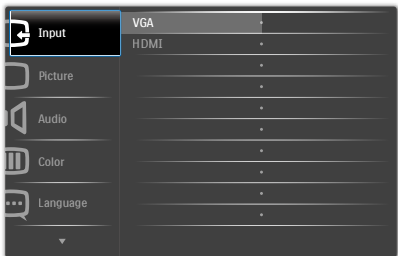 Input
VGA
HDMI
Picture
Audio
Color
Language